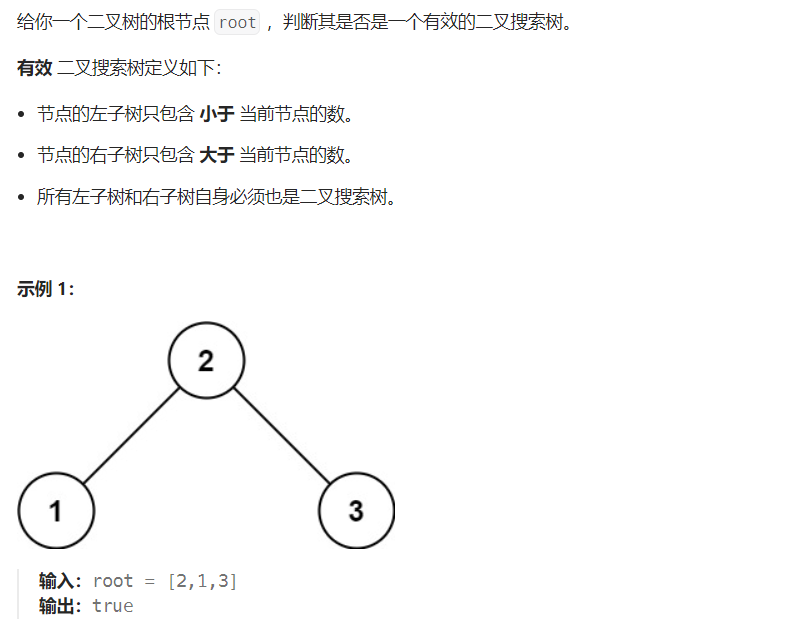 给你一个二叉树的根节点 root ，判断其是否是一个有效的二叉搜索树。
有效 二叉搜索树定义如下：
• 节点的左子树只包含 小于 当前节点的数。
• 节点的右子树只包含 大于 当前节点的数。
• 所有左子树和右子树自身必须也是二叉搜索树。
示例 1：
2
1 3
输入：root = [2,1,3]
输出：true